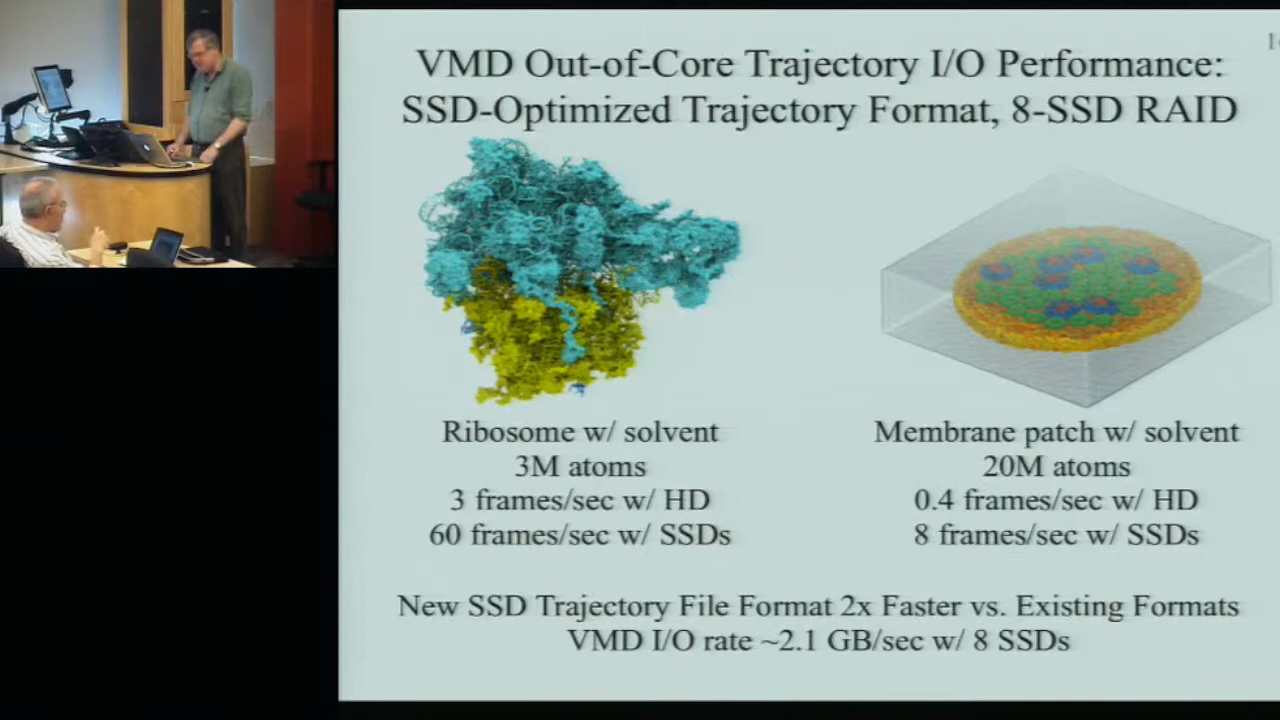 VMD Out-of-Core Trajectory I/O Performance:
SSD-Optimized Trajectory Format, 8-SSD RAID
Ribosome w/ solvent
3M atoms
3 frames/sec w/ HD
60 frames/sec w/ SSDs
Membrane patch w/ solvent
20M atoms
0.4 frames/sec w/ HD
8 frames/sec w/ SSDs
New SSD Trajectory File Format 2x Faster vs. Existing Formats
VMD I/O rate ~2.1 GB/sec w/ 8 SSDs